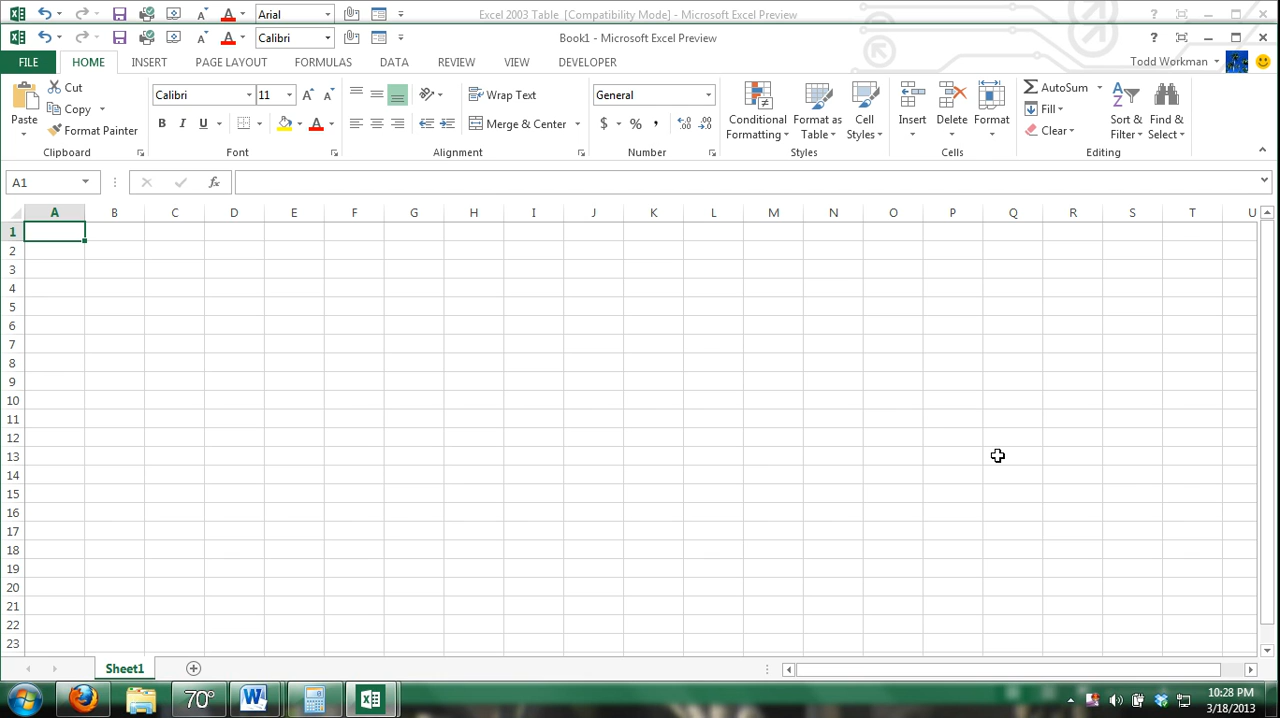 Arial Excel 2003 Table [Compatibility Mode] - Microsoft Excel Preview ?
Calibri Book1 - Microsoft Excel Preview ?
FILE HOME INSERT PAGE LAYOUT FORMULAS DATA REVIEW VIEW DEVELOPER Todd Workman
Cut Calibri 11 Wrap Text General AutoSum
Copy Fill
Paste Format Painter B I U Merge & Center $ % , Conditional Formatting Format as Table Cell Styles Insert Delete Format Clear Sort & Filter Find & Select
Clipboard Font Alignment Number Styles Cells Editing
A1 fx
A B C D E F G H I J K L M N O P Q R S T U
1
2
3
4
5
6
7
8
9
10
11
12
13
14
15
16
17
18
19
20
21
22
23
Sheet1
70° 10:28 PM
3/18/2013